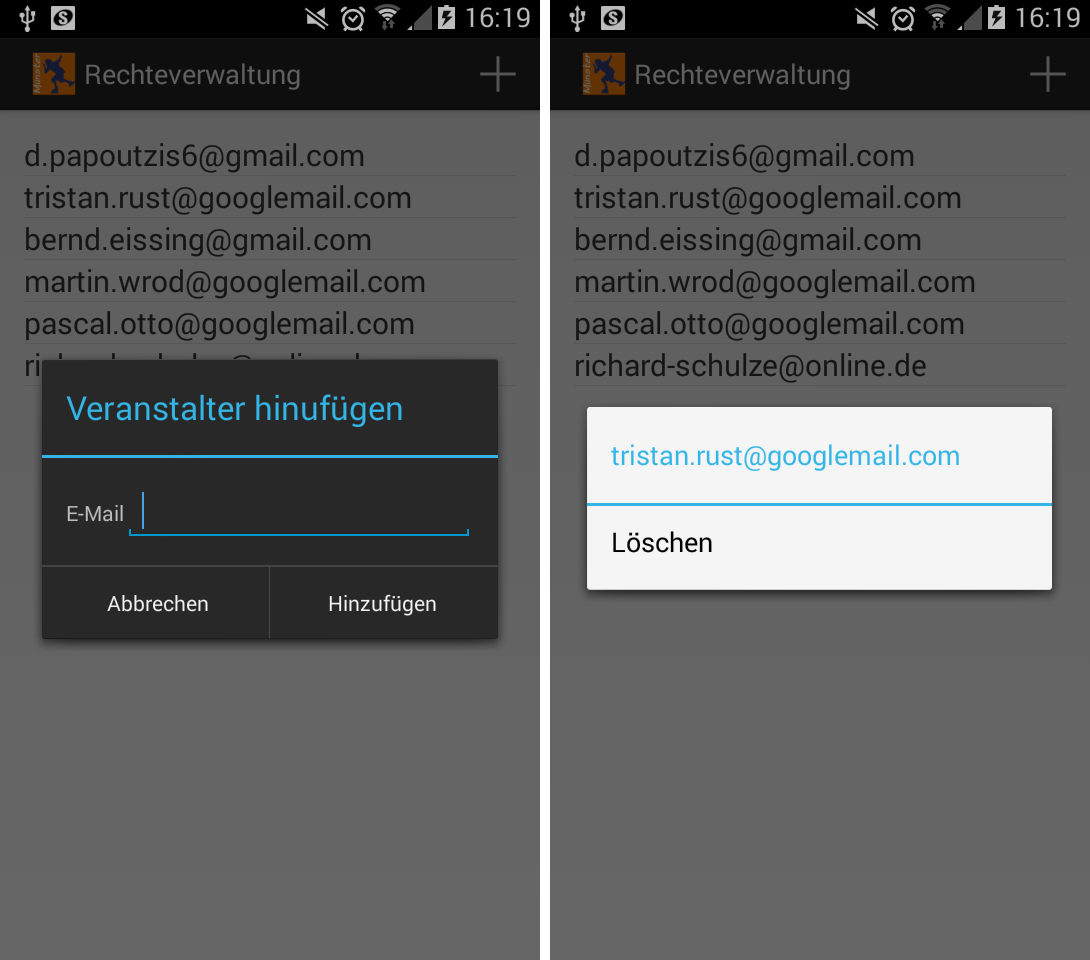 16:19
Münster
Rechteverwaltung
d.papoutzis6@gmail.com
tristan.rust@googlemail.com
bernd.eissing@gmail.com
martin.wrod@googlemail.com
pascal.otto@googlemail.com
Veranstalter hinzufügen
E-Mail
Abbrechen
Hinzufügen
16:19
Münster
Rechteverwaltung
d.papoutzis6@gmail.com
tristan.rust@googlemail.com
bernd.eissing@gmail.com
martin.wrod@googlemail.com
pascal.otto@googlemail.com
richard-schulze@online.de
tristan.rust@googlemail.com
Löschen